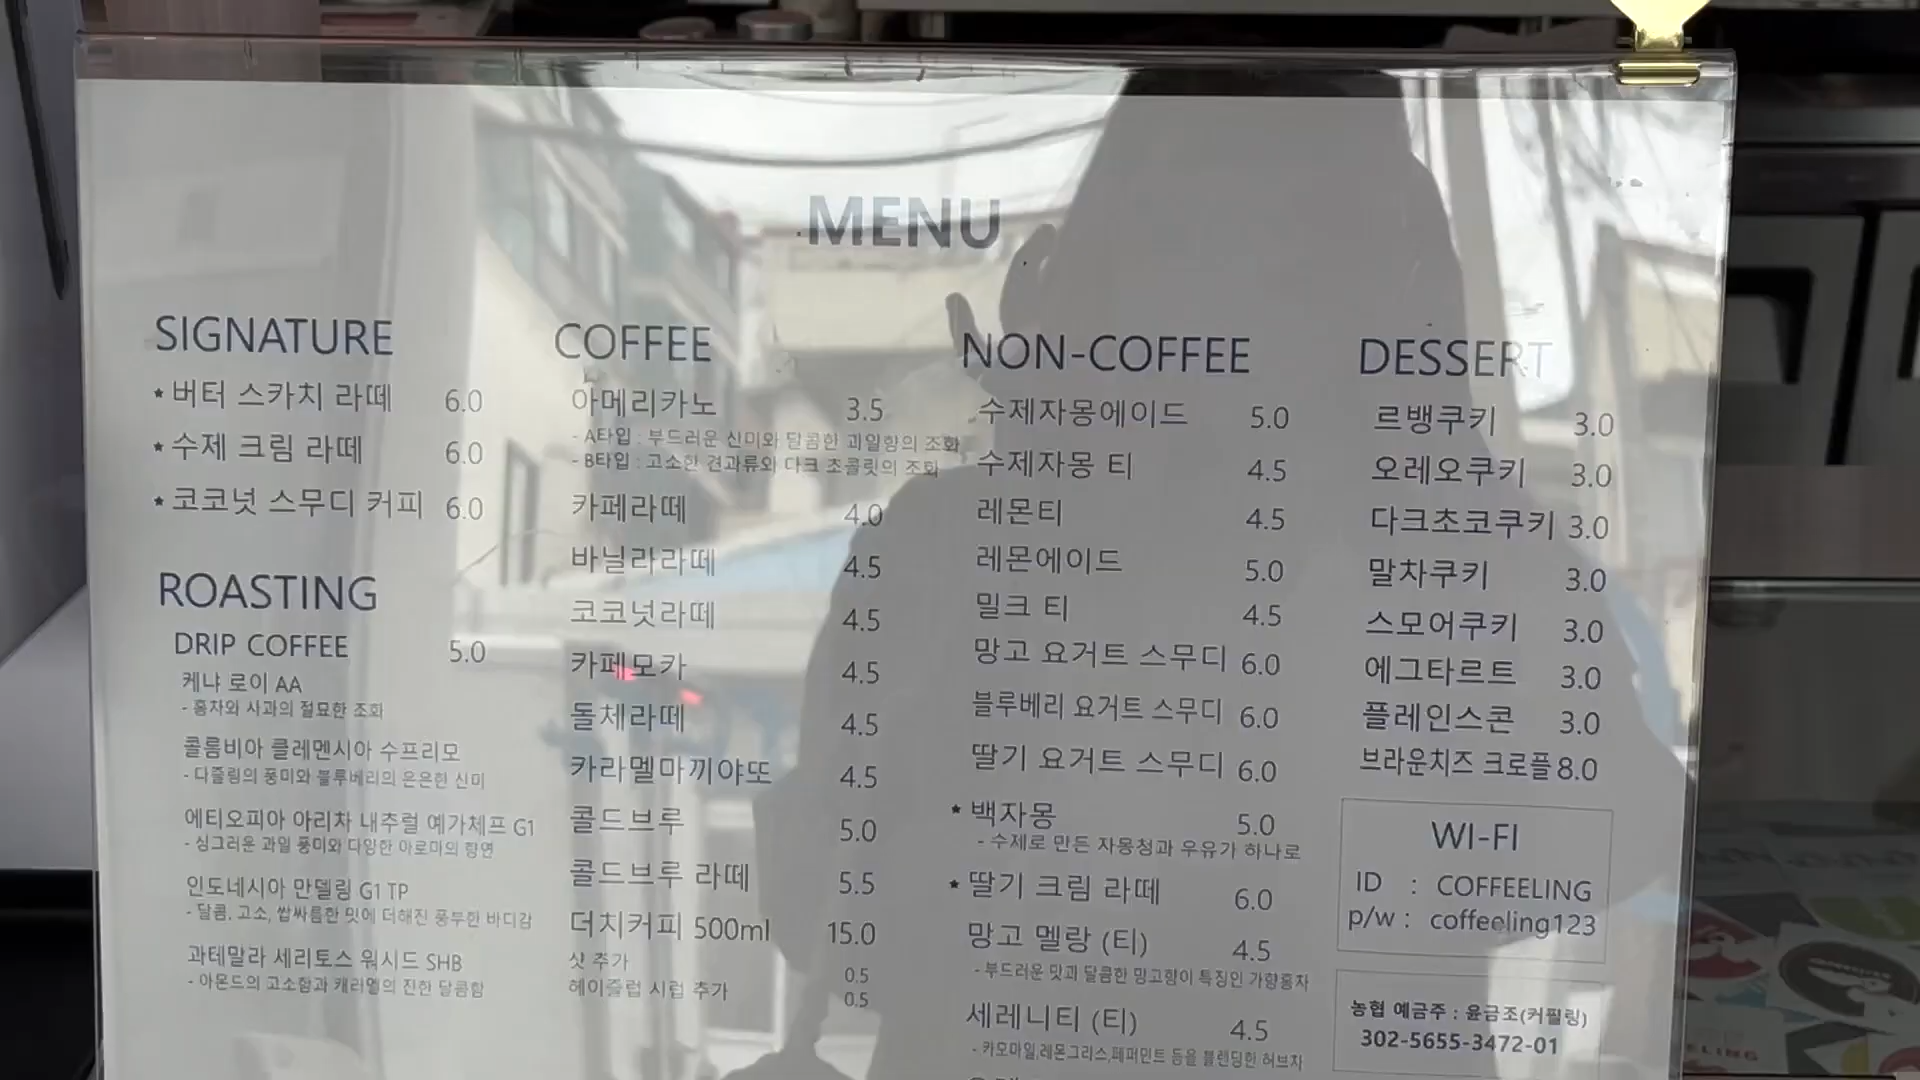 MENU
SIGNATURE
★ 버터 스카치 라떼 6.0
★ 수제 크림 라떼 6.0
★ 코코넛 스무디 커피 6.0
ROASTING
DRIP COFFEE 5.0
케냐 로이 AA
- 홍차와 사과의 절묘한 조화
콜롬비아 클레멘시아 수프리모
- 다즐링의 풍미와 블루베리의 은은한 신미
에티오피아 아리차 내추럴 예가체프 G1
- 싱그러운 과일 풍미와 다양한 아로마의 향연
인도네시아 만델링 G1 TP
- 달콤, 고소, 쌉싸름한 맛에 더해진 풍부한 바디감
과테말라 세리토스 워시드 SHB
- 아몬드의 고소함과 캐러멜의 진한 달콤함
COFFEE
아메리카노 3.5
- A타입 : 부드러운 신미와 달콤한 과일향의 조화
- B타입 : 고소한 견과류와 다크 초콜릿의 조화
카페라떼 4.0
바닐라라떼 4.5
코코넛라떼 4.5
카페모카 4.5
돌체라떼 4.5
카라멜마끼야또 4.5
콜드브루 5.0
콜드브루 라떼 5.5
더치커피 500ml 15.0
샷 추가 0.5
헤이즐럽 시럽 추가 0.5
NON-COFFEE
수제자몽에이드 5.0
수제자몽 티 4.5
레몬티 4.5
레몬에이드 5.0
밀크 티 4.5
망고 요거트 스무디 6.0
블루베리 요거트 스무디 6.0
딸기 요거트 스무디 6.0
★ 백자몽 5.0
- 수제로 만든 자몽청과 우유가 하나로
★ 딸기 크림 라떼 6.0
망고 멜랑 (티) 4.5
- 부드러운 맛과 달콤한 망고향이 특징인 가향홍차
세레니티 (티) 4.5
- 카모마일,레몬그라스,페퍼민트 등을 블렌딩한 허브차
DESSERT
르뱅쿠키 3.0
오레오쿠키 3.0
다크초코쿠키 3.0
말차쿠키 3.0
스모어쿠키 3.0
에그타르트 3.0
플레인스콘 3.0
브라운치즈 크로플 8.0
WI-FI
ID : COFFEELING
p/w : coffeeling123
농협 예금주 : 윤금조(커필링)
302-5655-3472-01